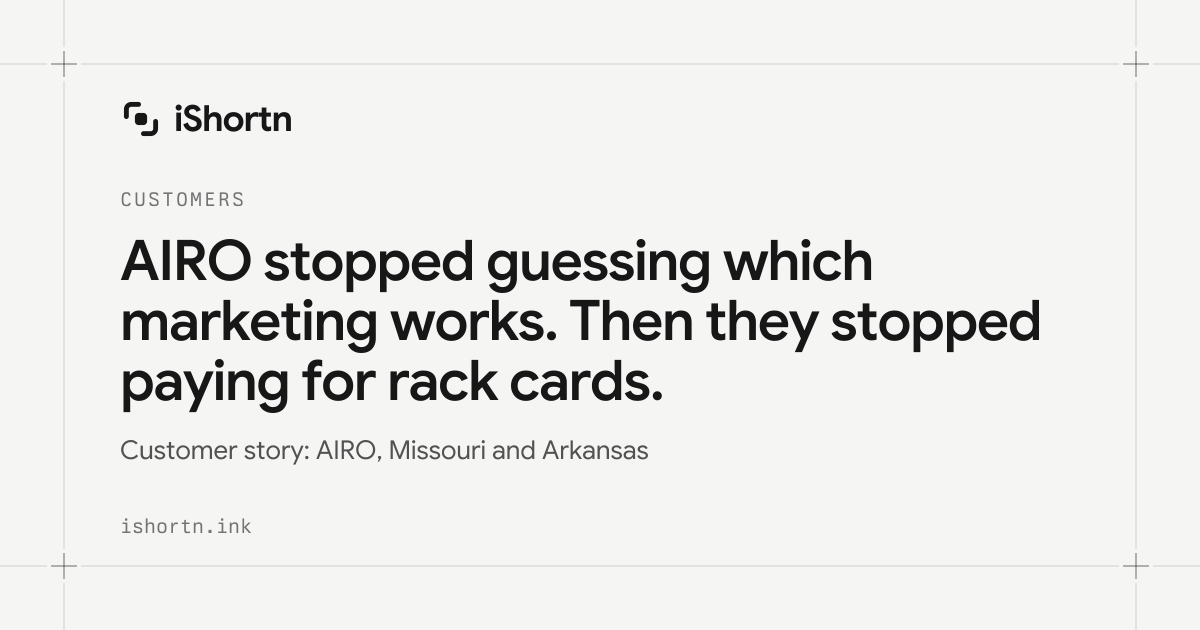 iShortn
CUSTOMERS
AIRO stopped guessing which
marketing works. Then they stopped
paying for rack cards.
Customer story: AIRO, Missouri and Arkansas
ishortn.ink